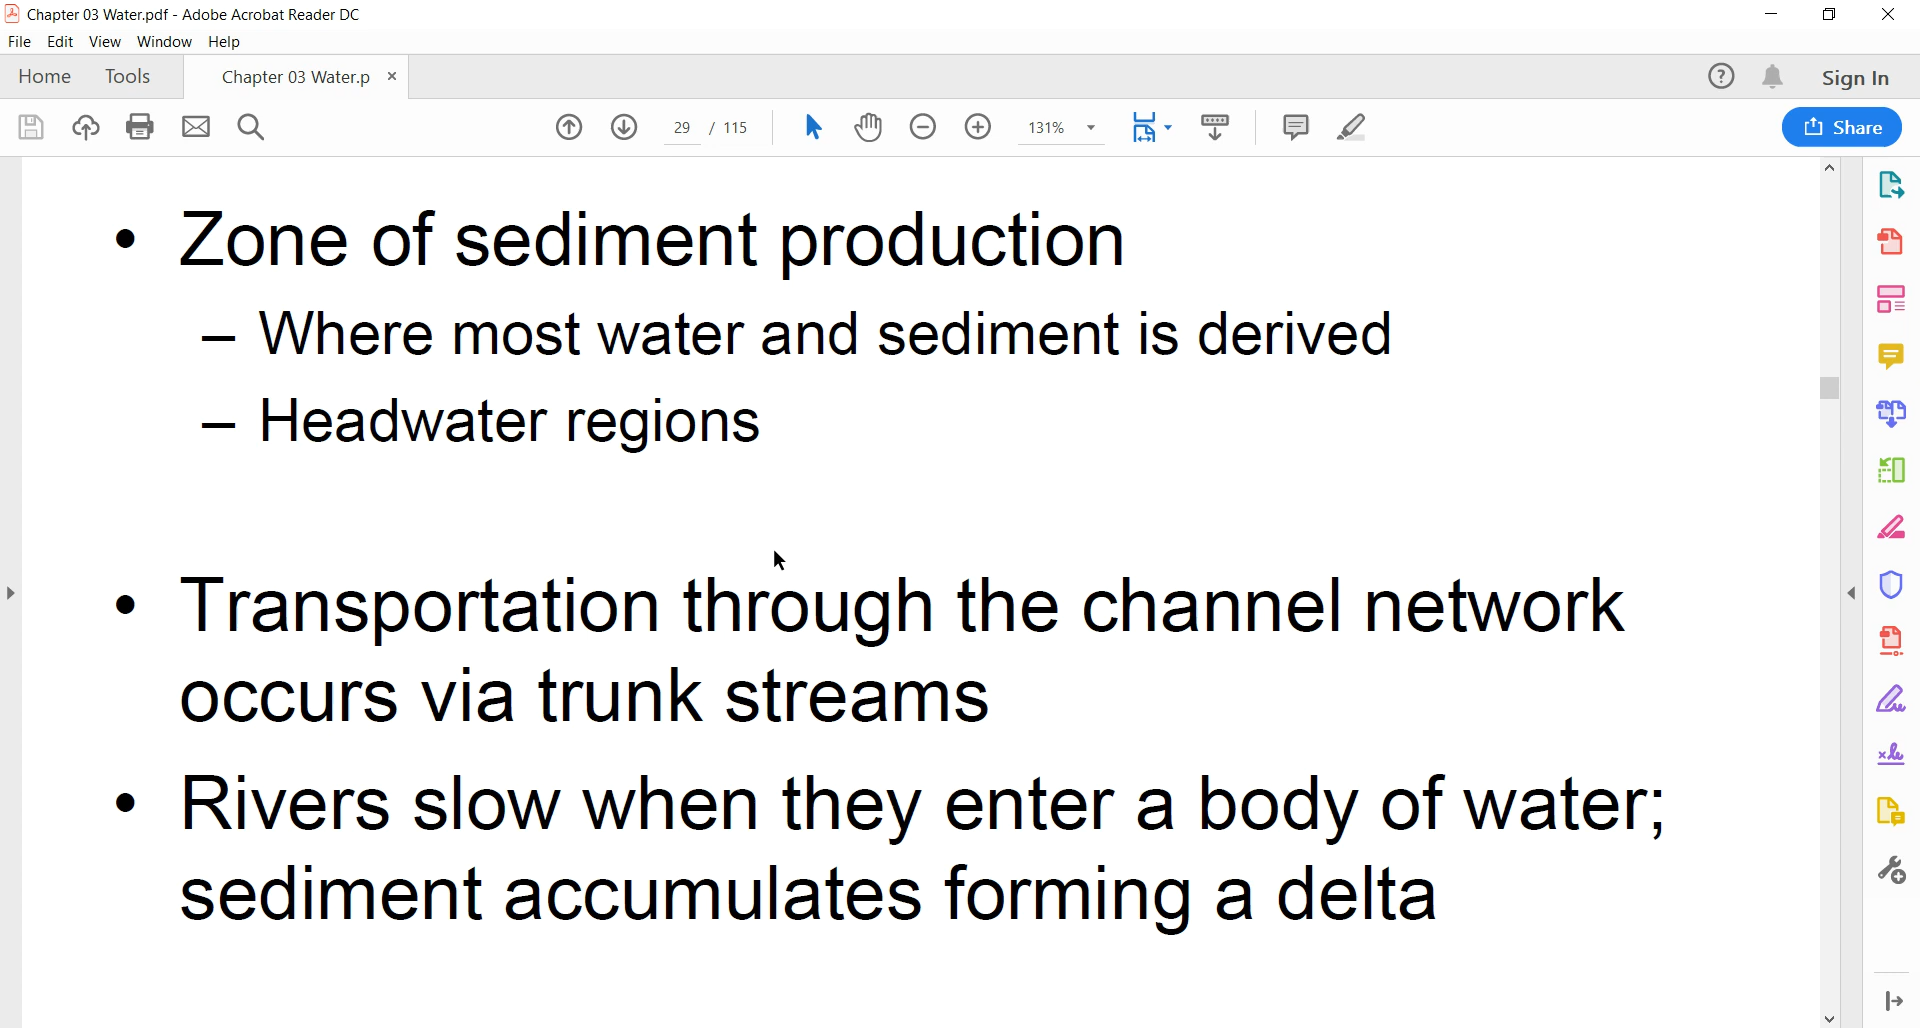 Chapter 03 Water.pdf - Adobe Acrobat Reader DC
File Edit View Window Help
Home Tools Chapter 03 Water.p × Sign In
29 / 115 131% Share
• Zone of sediment production
– Where most water and sediment is derived
– Headwater regions
• Transportation through the channel network
occurs via trunk streams
• Rivers slow when they enter a body of water;
sediment accumulates forming a delta